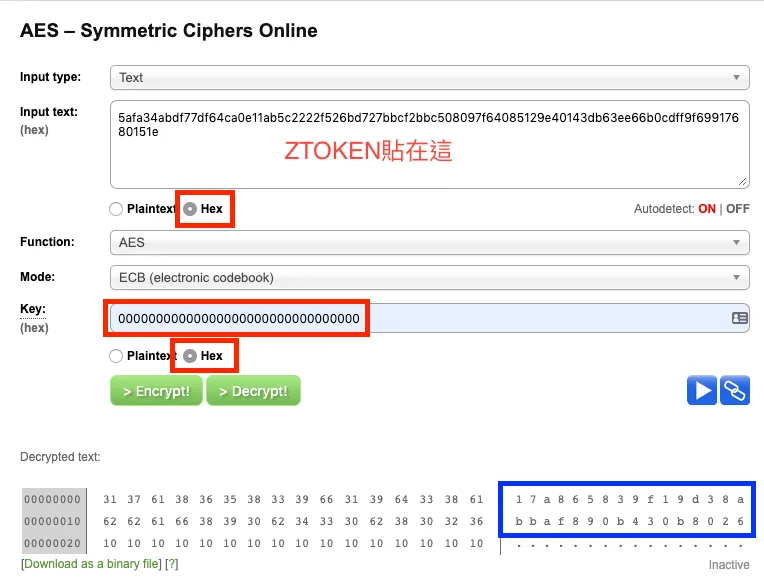 AES – Symmetric Ciphers Online
Input type:
Text
Input text:
(hex)
5afa34abdf77df64ca0e11ab5c2222f526bd727bbcf2bbc508097f64085129e40143db63ee66b0cdff9f69917680151e
ZTOKEN貼在這
Plaintext Hex
Autodetect: ON | OFF
Function:
AES
Mode:
ECB (electronic codebook)
Key:
(hex)
00000000000000000000000000000000
Plaintext Hex
> Encrypt!
> Decrypt!
Decrypted text:
00000000 31 37 61 38 36 35 38 33 39 66 31 39 64 33 38 61 1 7 a 8 6 5 8 3 9 f 1 9 d 3 8 a
00000010 62 62 61 66 38 39 30 62 34 33 30 62 38 30 32 36 b b a f 8 9 0 b 4 3 0 b 8 0 2 6
00000020 10 10 10 10 10 10 10 10 10 10 10 10 10 10 10 10 . . . . . . . . . . . . . . . .
[Download as a binary file] [?]
Inactive